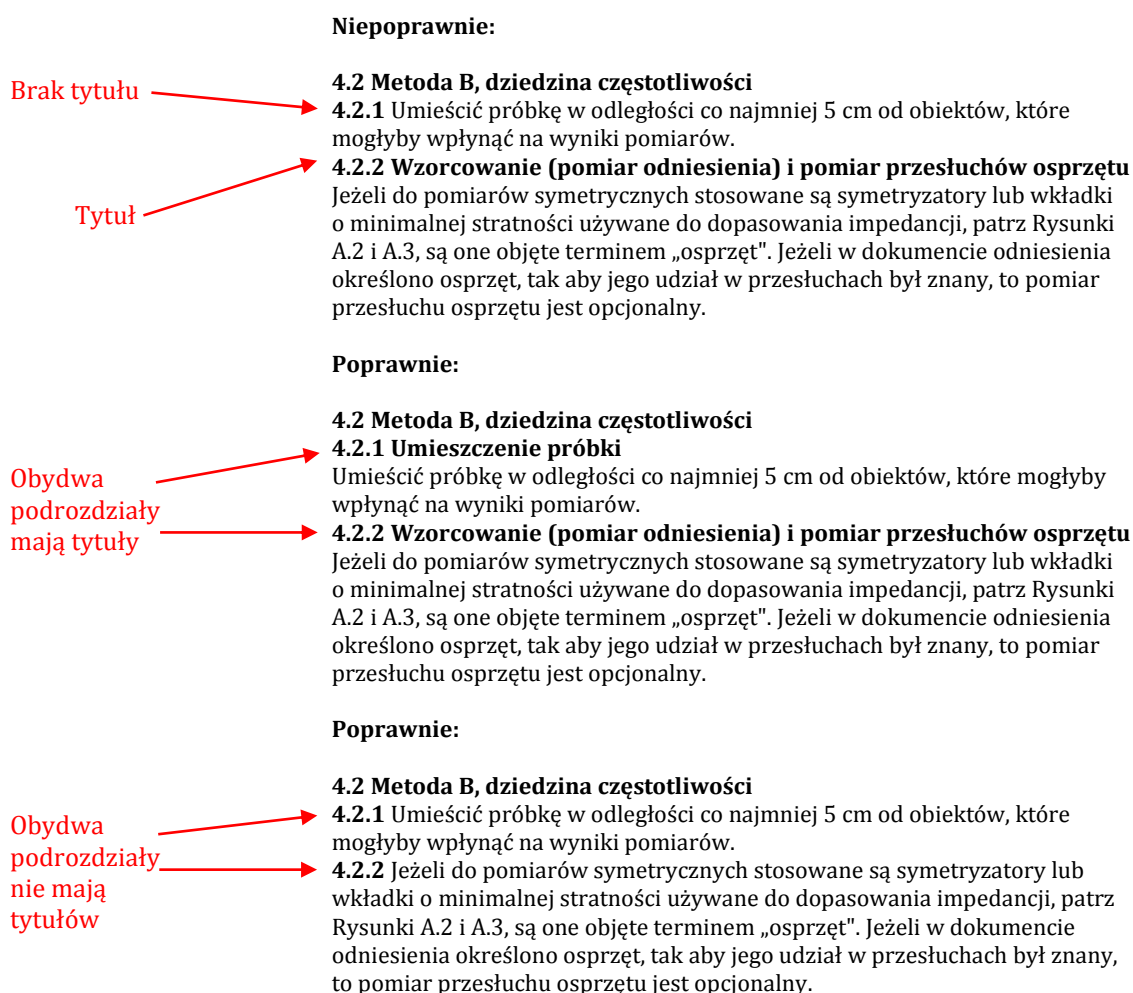 Niepoprawnie:
Brak tytułu
4.2 Metoda B, dziedzina częstotliwości
4.2.1 Umieścić próbkę w odległości co najmniej 5 cm od obiektów, które
mogłyby wpłynąć na wyniki pomiarów.
Tytuł
4.2.2 Wzorcowanie (pomiar odniesienia) i pomiar przesłuchów osprzętu
Jeżeli do pomiarów symetrycznych stosowane są symetryzatory lub wkładki
o minimalnej stratności używane do dopasowania impedancji, patrz Rysunki
A.2 i A.3, są one objęte terminem „osprzęt". Jeżeli w dokumencie odniesienia
określono osprzęt, tak aby jego udział w przesłuchach był znany, to pomiar
przesłuchu osprzętu jest opcjonalny.
Poprawnie:
Obydwa
podrozdziały
mają tytuły
4.2 Metoda B, dziedzina częstotliwości
4.2.1 Umieszczenie próbki
Umieścić próbkę w odległości co najmniej 5 cm od obiektów, które mogłyby
wpłynąć na wyniki pomiarów.
4.2.2 Wzorcowanie (pomiar odniesienia) i pomiar przesłuchów osprzętu
Jeżeli do pomiarów symetrycznych stosowane są symetryzatory lub wkładki
o minimalnej stratności używane do dopasowania impedancji, patrz Rysunki
A.2 i A.3, są one objęte terminem „osprzęt". Jeżeli w dokumencie odniesienia
określono osprzęt, tak aby jego udział w przesłuchach był znany, to pomiar
przesłuchu osprzętu jest opcjonalny.
Poprawnie:
Obydwa
podrozdziały
nie mają
tytułów
4.2 Metoda B, dziedzina częstotliwości
4.2.1 Umieścić próbkę w odległości co najmniej 5 cm od obiektów, które
mogłyby wpłynąć na wyniki pomiarów.
4.2.2 Jeżeli do pomiarów symetrycznych stosowane są symetryzatory lub
wkładki o minimalnej stratności używane do dopasowania impedancji, patrz
Rysunki A.2 i A.3, są one objęte terminem „osprzęt". Jeżeli w dokumencie
odniesienia określono osprzęt, tak aby jego udział w przesłuchach był znany,
to pomiar przesłuchu osprzętu jest opcjonalny.